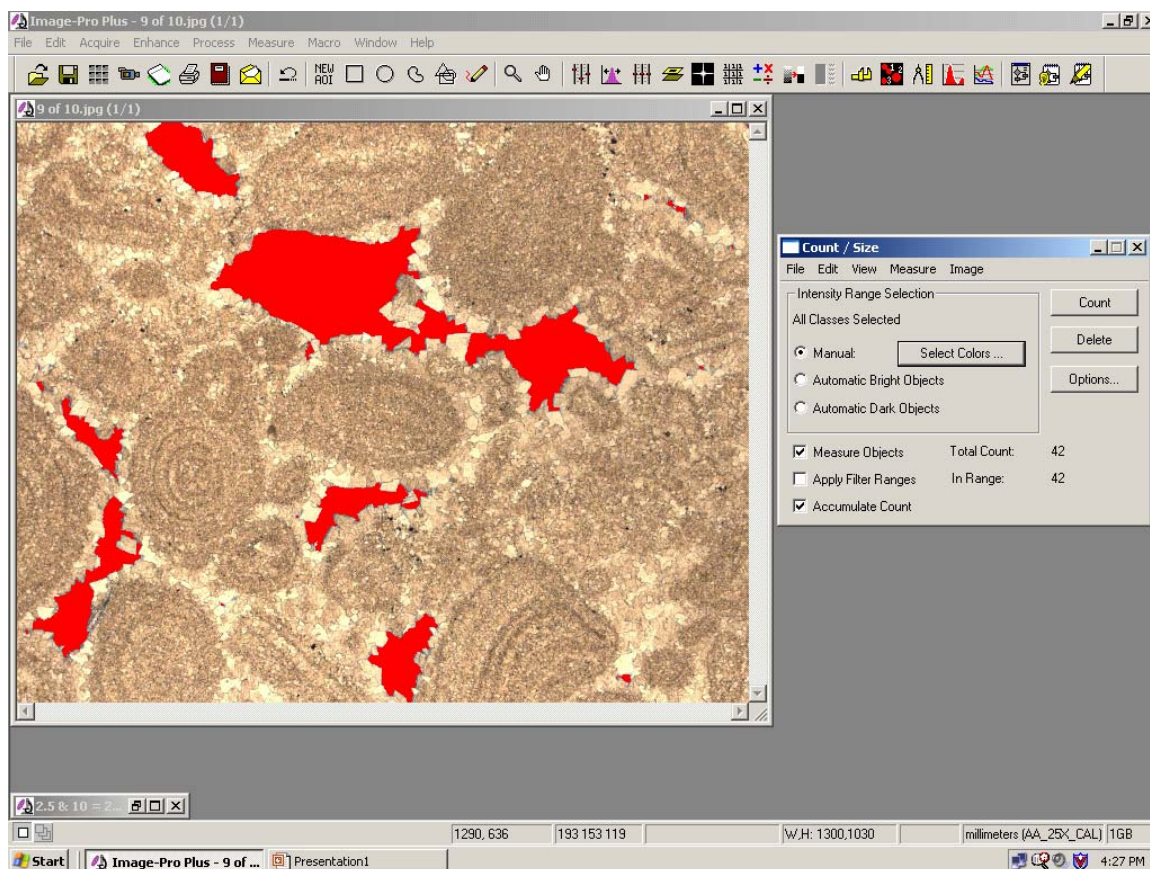 Image-Pro Plus - 9 of 10.jpg (1/1)
File Edit Acquire Enhance Process Measure Macro Window Help
NEW AOI
9 of 10.jpg (1/1)
Count / Size
File Edit View Measure Image
Intensity Range Selection
All Classes Selected
Manual: Select Colors ...
Automatic Bright Objects
Automatic Dark Objects
Count
Delete
Options...
Measure Objects Total Count: 42
Apply Filter Ranges In Range: 42
Accumulate Count
2.5 & 10 = 2...
1290, 636 193 153 119 W,H: 1300,1030 millimeters (AA_25X_CAL) 1GB
Start Image-Pro Plus - 9 of ... Presentation1 4:27 PM